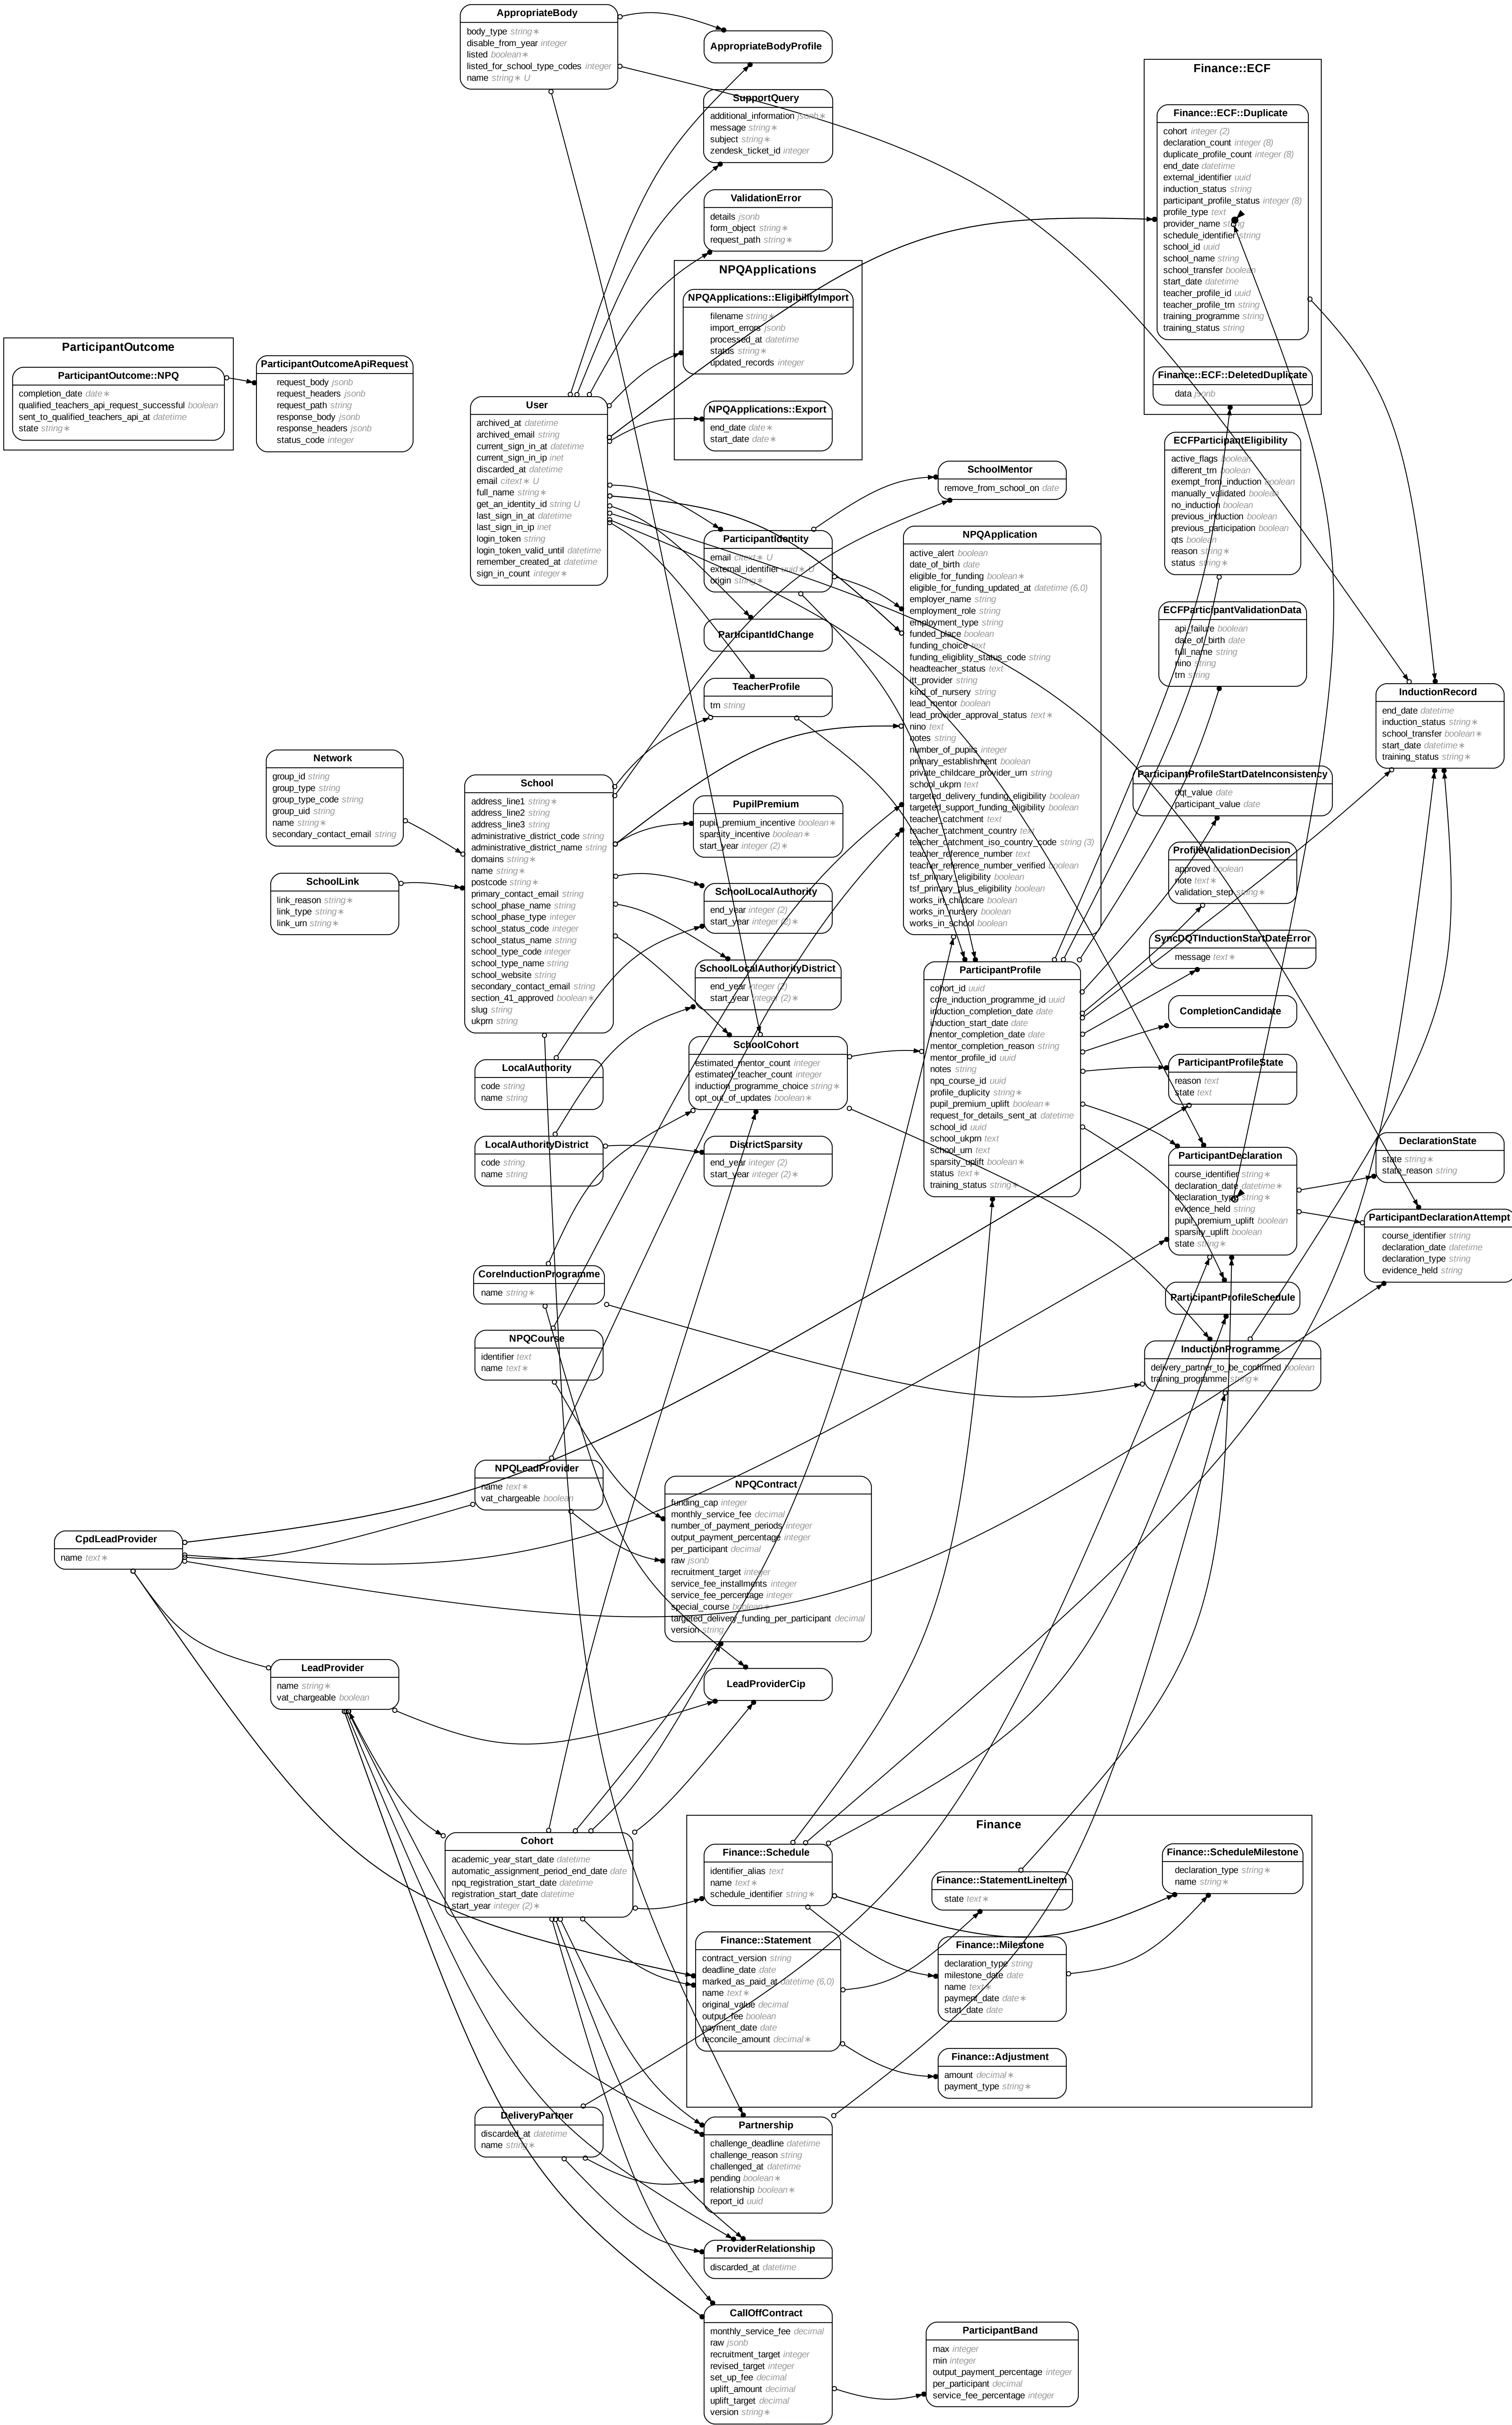 AppropriateBody
body_type string ∗
disable_from_year integer
listed boolean ∗
listed_for_school_type_codes integer
name string ∗ U
AppropriateBodyProfile
SupportQuery
additional_information jsonb ∗
message string ∗
subject string ∗
zendesk_ticket_id integer
ValidationError
details jsonb
form_object string ∗
request_path string ∗
NPQApplications
NPQApplications::EligibilityImport
filename string ∗
import_errors jsonb
processed_at datetime
status string ∗
updated_records integer
NPQApplications::Export
end_date date ∗
start_date date ∗
Finance::ECF
Finance::ECF::Duplicate
cohort integer (2)
declaration_count integer (8)
duplicate_profile_count integer (8)
end_date datetime
external_identifier uuid
induction_status string
participant_profile_status integer (8)
profile_type text
provider_name string
schedule_identifier string
school_id uuid
school_name string
school_transfer boolean
start_date datetime
teacher_profile_id uuid
teacher_profile_trn string
training_programme string
training_status string
Finance::ECF::DeletedDuplicate
data jsonb
ParticipantOutcome
ParticipantOutcome::NPQ
completion_date date ∗
qualified_teachers_api_request_successful boolean
sent_to_qualified_teachers_api_at datetime
state string ∗
ParticipantOutcomeApiRequest
request_body jsonb
request_headers jsonb
request_path string
response_body jsonb
response_headers jsonb
status_code integer
User
archived_at datetime
archived_email string
current_sign_in_at datetime
current_sign_in_ip inet
discarded_at datetime
email citext ∗ U
full_name string ∗
get_an_identity_id string U
last_sign_in_at datetime
last_sign_in_ip inet
login_token string
login_token_valid_until datetime
remember_created_at datetime
sign_in_count integer ∗
ECFParticipantEligibility
active_flags boolean
different_trn boolean
exempt_from_induction boolean
manually_validated boolean
no_induction boolean
previous_induction boolean
previous_participation boolean
qts boolean
reason string ∗
status string ∗
SchoolMentor
remove_from_school_on date
ParticipantIdentity
email citext ∗ U
external_identifier uuid ∗ U
origin string ∗
ParticipantIdChange
TeacherProfile
trn string
NPQApplication
active_alert boolean
date_of_birth date
eligible_for_funding boolean ∗
eligible_for_funding_updated_at datetime (6,0)
employer_name string
employment_role string
employment_type string
funded_place boolean
funding_choice text
funding_eligiblity_status_code string
headteacher_status text
itt_provider string
kind_of_nursery string
lead_mentor boolean
lead_provider_approval_status text ∗
nino text
notes string
number_of_pupils integer
primary_establishment boolean
private_childcare_provider_urn string
school_ukprn text
targeted_delivery_funding_eligibility boolean
targeted_support_funding_eligibility boolean
teacher_catchment text
teacher_catchment_country text
teacher_catchment_iso_country_code string (3)
teacher_reference_number text
teacher_reference_number_verified boolean
tsf_primary_eligibility boolean
tsf_primary_plus_eligibility boolean
works_in_childcare boolean
works_in_nursery boolean
works_in_school boolean
ECFParticipantValidationData
api_failure boolean
date_of_birth date
full_name string
nino string
trn string
InductionRecord
end_date datetime
induction_status string ∗
school_transfer boolean ∗
start_date datetime ∗
training_status string ∗
Network
group_id string
group_type string
group_type_code string
group_uid string
name string ∗
secondary_contact_email string
SchoolLink
link_reason string ∗
link_type string ∗
link_urn string ∗
School
address_line1 string ∗
address_line2 string
address_line3 string
administrative_district_code string
administrative_district_name string
domains string ∗
name string ∗
postcode string ∗
primary_contact_email string
school_phase_name string
school_phase_type integer
school_status_code integer
school_status_name string
school_type_code integer
school_type_name string
school_website string
secondary_contact_email string
section_41_approved boolean ∗
slug string
ukprn string
PupilPremium
pupil_premium_incentive boolean ∗
sparsity_incentive boolean ∗
start_year integer (2) ∗
SchoolLocalAuthority
end_year integer (2)
start_year integer (2) ∗
SchoolLocalAuthorityDistrict
end_year integer (2)
start_year integer (2) ∗
ParticipantProfileStartDateInconsistency
dqt_value date
participant_value date
ProfileValidationDecision
approved boolean
note text ∗
validation_step string ∗
SyncDQTInductionStartDateError
message text ∗
CompletionCandidate
ParticipantProfileState
reason text
state text
ParticipantProfile
cohort_id uuid
core_induction_programme_id uuid
induction_completion_date date
induction_start_date date
mentor_completion_date date
mentor_completion_reason string
mentor_profile_id uuid
notes string
npq_course_id uuid
profile_duplicity string ∗
pupil_premium_uplift boolean ∗
request_for_details_sent_at datetime
school_id uuid
school_ukprn text
school_urn text
sparsity_uplift boolean ∗
status text ∗
training_status string ∗
SchoolCohort
estimated_mentor_count integer
estimated_teacher_count integer
induction_programme_choice string ∗
opt_out_of_updates boolean ∗
LocalAuthority
code string
name string
LocalAuthorityDistrict
code string
name string
DistrictSparsity
end_year integer (2)
start_year integer (2) ∗
ParticipantDeclaration
course_identifier string ∗
declaration_date datetime ∗
declaration_type string ∗
evidence_held string
pupil_premium_uplift boolean
sparsity_uplift boolean
state string ∗
DeclarationState
state string ∗
state_reason string
ParticipantDeclarationAttempt
course_identifier string
declaration_date datetime
declaration_type string
evidence_held string
ParticipantProfileSchedule
InductionProgramme
delivery_partner_to_be_confirmed boolean
training_programme string ∗
CoreInductionProgramme
name string ∗
NPQCourse
identifier text
name text ∗
NPQLeadProvider
name text ∗
vat_chargeable boolean
CpdLeadProvider
name text ∗
NPQContract
funding_cap integer
monthly_service_fee decimal
number_of_payment_periods integer
output_payment_percentage integer
per_participant decimal
raw jsonb
recruitment_target integer
service_fee_installments integer
service_fee_percentage integer
special_course boolean ∗
targeted_delivery_funding_per_participant decimal
version string
LeadProvider
name string ∗
vat_chargeable boolean
LeadProviderCip
Cohort
academic_year_start_date datetime
automatic_assignment_period_end_date date
npq_registration_start_date datetime
registration_start_date datetime
start_year integer (2) ∗
Finance
Finance::Schedule
identifier_alias text
name text ∗
schedule_identifier string ∗
Finance::StatementLineItem
state text ∗
Finance::ScheduleMilestone
declaration_type string ∗
name string ∗
Finance::Statement
contract_version string
deadline_date date
marked_as_paid_at datetime (6,0)
name text ∗
original_value decimal
output_fee boolean
payment_date date
reconcile_amount decimal ∗
Finance::Milestone
declaration_type string
milestone_date date
name text ∗
payment_date date ∗
start_date date
Finance::Adjustment
amount decimal ∗
payment_type string ∗
DeliveryPartner
discarded_at datetime
name string ∗
Partnership
challenge_deadline datetime
challenge_reason string
challenged_at datetime
pending boolean ∗
relationship boolean ∗
report_id uuid
ProviderRelationship
discarded_at datetime
CallOffContract
monthly_service_fee decimal
raw jsonb
recruitment_target integer
revised_target integer
set_up_fee decimal
uplift_amount decimal
uplift_target decimal
version string ∗
ParticipantBand
max integer
min integer
output_payment_percentage integer
per_participant decimal
service_fee_percentage integer